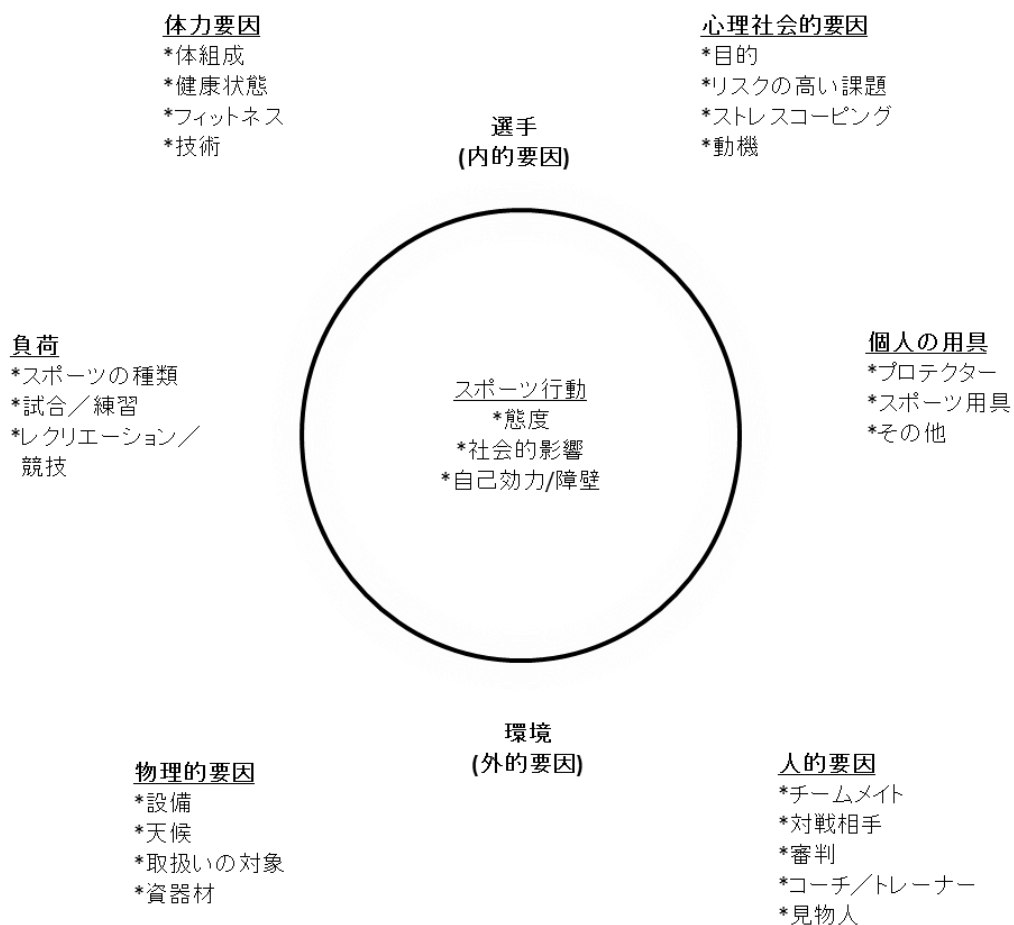 体力要因
*体組成
*健康状態
*フィットネス
*技術
心理社会的要因
*目的
*リスクの高い課題
*ストレスコーピング
*動機
選手
(内的要因)
負荷
*スポーツの種類
*試合／練習
*レクリエーション／
競技
スポーツ行動
*態度
*社会的影響
*自己効力/障壁
個人の用具
*プロテクター
*スポーツ用具
*その他
環境
(外的要因)
物理的要因
*設備
*天候
*取扱いの対象
*資器材
人的要因
*チームメイト
*対戦相手
*審判
*コーチ／トレーナー
*見物人